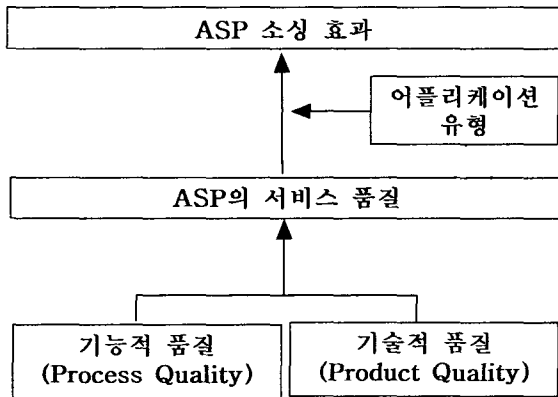 ASP 소싱 효과
어플리케이션
유형
ASP의 서비스 품질
기능적 품질
(Process Quality)
기술적 품질
(Product Quality)